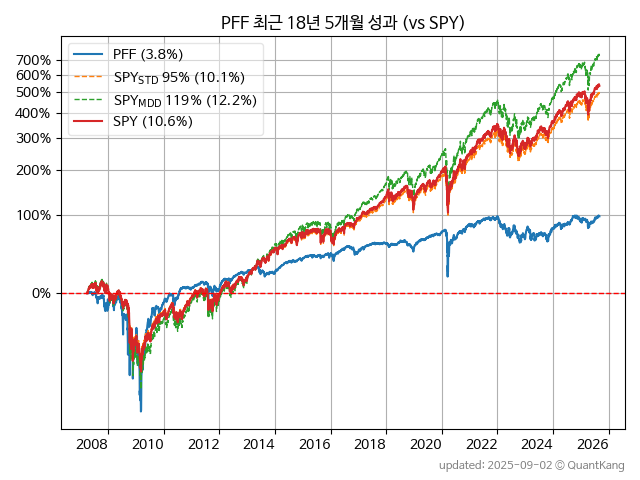 PFF 최근 18년 5개월 성과 (vs SPY)
PFF (3.8%)
SPY_STD 95% (10.1%)
SPY_MDD 119% (12.2%)
SPY (10.6%)
700%
600%
500%
400%
300%
200%
100%
0%
2008 2010 2012 2014 2016 2018 2020 2022 2024 2026
updated: 2025-09-02 © QuantKang